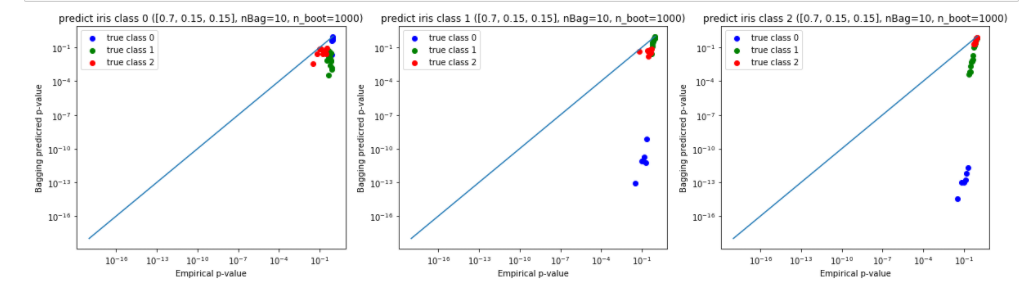 predict iris class 0 ([0.7, 0.15, 0.15], nBag=10, n_boot=1000)
true class 0
true class 1
true class 2
10⁻¹
10⁻⁴
10⁻⁷
10⁻¹⁰
10⁻¹³
10⁻¹⁶
Bagging predicred p-value
10⁻¹⁶ 10⁻¹³ 10⁻¹⁰ 10⁻⁷ 10⁻⁴ 10⁻¹
Empirical p-value
predict iris class 1 ([0.7, 0.15, 0.15], nBag=10, n_boot=1000)
true class 0
true class 1
true class 2
10⁻¹
10⁻⁴
10⁻⁷
10⁻¹⁰
10⁻¹³
10⁻¹⁶
Bagging predicred p-value
10⁻¹⁶ 10⁻¹³ 10⁻¹⁰ 10⁻⁷ 10⁻⁴ 10⁻¹
Empirical p-value
predict iris class 2 ([0.7, 0.15, 0.15], nBag=10, n_boot=1000)
true class 0
true class 1
true class 2
10⁻¹
10⁻⁴
10⁻⁷
10⁻¹⁰
10⁻¹³
10⁻¹⁶
Bagging predicred p-value
10⁻¹⁶ 10⁻¹³ 10⁻¹⁰ 10⁻⁷ 10⁻⁴ 10⁻¹
Empirical p-value